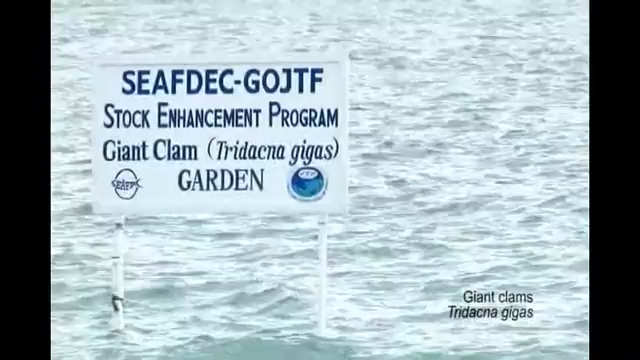 SEAFDEC-GOJTF
STOCK ENHANCEMENT PROGRAM
Giant Clam (Tridacna gigas)
GARDEN
Giant clams
Tridacna gigas